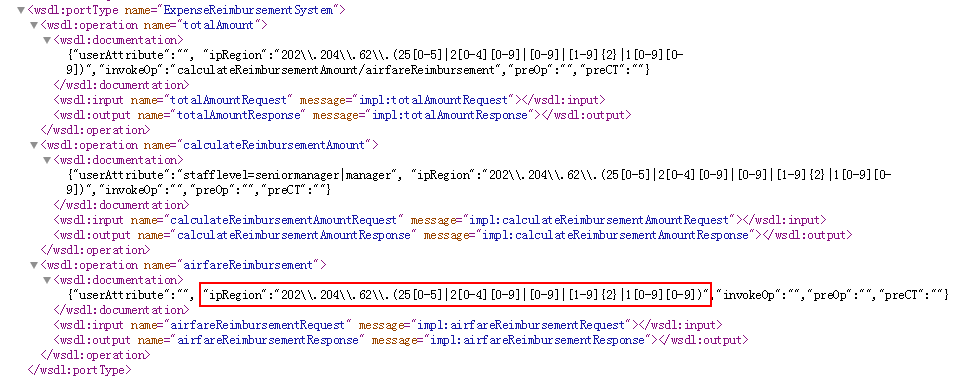 <wsdl:portType name="ExpenseReimbursementSystem">
<wsdl:operation name="totalAmount">
<wsdl:documentation>
{"userAttribute":"", "ipRegion":"202\\.204\\.62\\.(25[0-5]|2[0-4][0-9]|[0-9]|[1-9]{2}|1[0-9][0-
9])","invokeOp":"calculateReimbursementAmount/airfareReimbursement","preOp":"","preCT":""}
</wsdl:documentation>
<wsdl:input name="totalAmountRequest" message="impl:totalAmountRequest"></wsdl:input>
<wsdl:output name="totalAmountResponse" message="impl:totalAmountResponse"></wsdl:output>
</wsdl:operation>
<wsdl:operation name="calculateReimbursementAmount">
<wsdl:documentation>
{"userAttribute":"stafflevel=seniormanager|manager", "ipRegion":"202\\.204\\.62\\.(25[0-5]|2[0-4][0-9]|[0-9]|[1-9]{2}|1[0-9][0-
9])","invokeOp":"","preOp":"","preCT":""}
</wsdl:documentation>
<wsdl:input name="calculateReimbursementAmountRequest" message="impl:calculateReimbursementAmountRequest"></wsdl:input>
<wsdl:output name="calculateReimbursementAmountResponse" message="impl:calculateReimbursementAmountResponse"></wsdl:output>
</wsdl:operation>
<wsdl:operation name="airfareReimbursement">
<wsdl:documentation>
{"userAttribute":"", "ipRegion":"202\\.204\\.62\\.(25[0-5]|2[0-4][0-9]|[0-9]|[1-9]{2}|1[0-9][0-9])","invokeOp":"","preOp":"","preCT":""}
</wsdl:documentation>
<wsdl:input name="airfareReimbursementRequest" message="impl:airfareReimbursementRequest"></wsdl:input>
<wsdl:output name="airfareReimbursementResponse" message="impl:airfareReimbursementResponse"></wsdl:output>
</wsdl:operation>
</wsdl:portType>